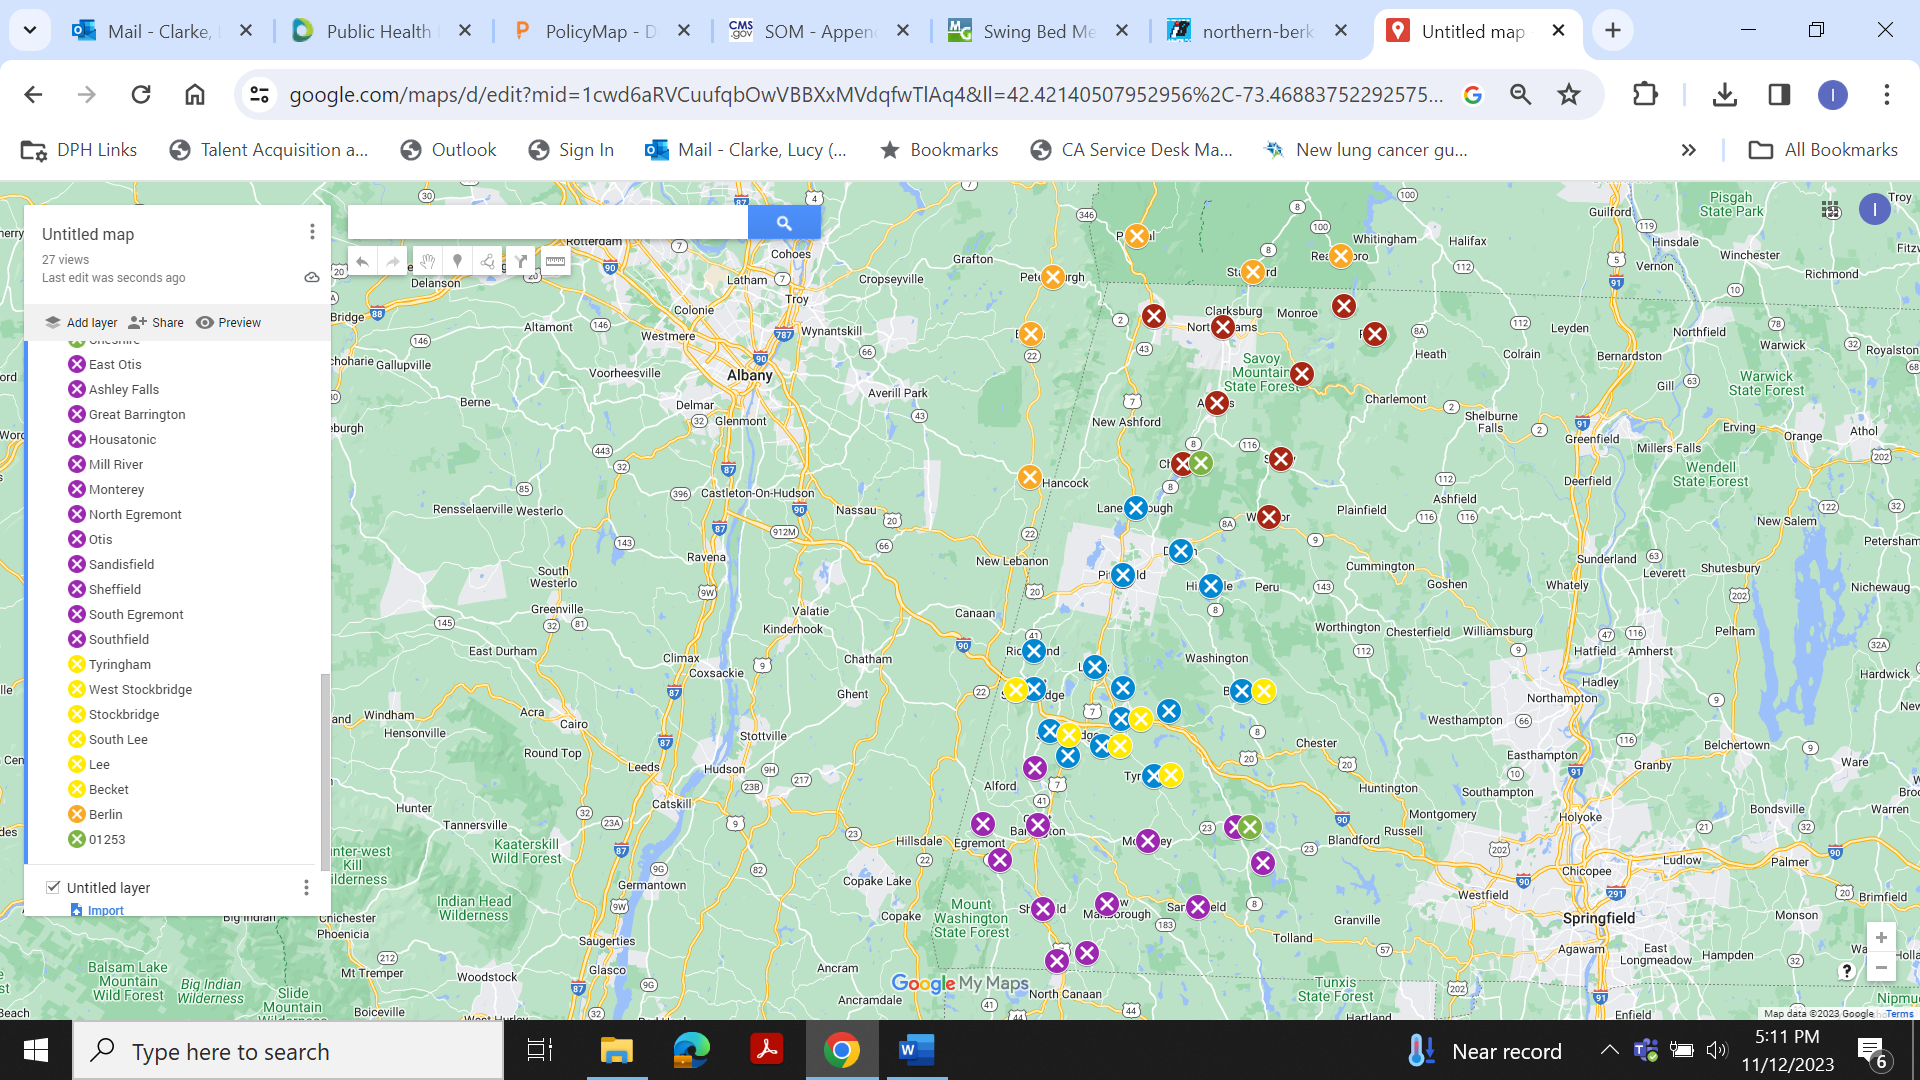 Mail - Clarke,
Public Health
PolicyMap - D
SOM - Appen
Swing Bed Me
northern-berk
Untitled map
google.com/maps/d/edit?mid=1cwd6aRVCuufqbOwVBBXxMVdqfwTlAq4&ll=42.42140507952956%2C-73.46883752292575...
DPH Links
Talent Acquisition a...
Outlook
Sign In
Mail - Clarke, Lucy (...
Bookmarks
CA Service Desk Ma...
New lung cancer gu...
All Bookmarks
Untitled map
27 views
Last edit was seconds ago
Add layer
Share
Preview
Cheshire
East Otis
Ashley Falls
Great Barrington
Housatonic
Mill River
Monterey
North Egremont
Otis
Sandisfield
Sheffield
South Egremont
Southfield
Tyringham
West Stockbridge
Stockbridge
South Lee
Lee
Becket
Berlin
01253
Untitled layer
Import
Rotterdam
Cohoes
Grafton
Delanson
Latham
Troy
Cropseyville
Colonie
Altamont
Westmere
Wynantskill
Gallupville
Voorheesville
Albany
Berne
Delmar
Averill Park
Glenmont
Castleton-On-Hudson
Nassau
Rensselaerville
Westerlo
Ravena
South
Westerlo
Greenville
Valatie
Kinderhook
East Durham
Climax
Coxsackie
Chatham
Ghent
Windham
Hensonville
Acra
Cairo
Round Top
Stottville
Leeds
Hudson
Catskill
Hunter
Tannersville
Kaaterskill
Wild Forest
Hillsdale
Germantown
Copake Lake
Indian Head
Wilderness
Copake
Chichester
Phoenicia
Saugerties
Mt Tremper
Woodstock
Glasco
Ancram
Ancramdale
Boiceville
Balsam Lake
Mountain
Wild Forest
Big Indian
Wilderness
Slide
Mountain
Wilderness
Guilford
Pisgah
State Park
Troy
Whitingham
Halifax
Hinsdale
Winchester
Vernon
Richmond
Clarksburg
Monroe
Leyden
Northfield
Warwick
Royalston
Heath
Colrain
Bernardston
Savoy
Mountain
State Forest
Gill
Warwick
State Forest
New Ashford
Charlemont
Shelburne
Falls
Greenfield
Millers Falls
Erving
Orange
Athol
Wendell
State Forest
Hancock
Ashfield
Deerfield
Plainfield
New Salem
Petersham
New Lebanon
Sunderland
Leverett
Shutesbury
Cummington
Peru
Goshen
Whately
Nichewaug
Canaan
Worthington
Chesterfield
Williamsburg
Hatfield
Amherst
Pelham
Washington
Hardwick
Hadley
Northampton
Westhampton
Belchertown
Chester
Easthampton
Granby
Ware
Alford
Huntington
Southampton
Bondsville
Warren
Montgomery
Holyoke
Egremont
Blandford
Russell
Ludlow
Palmer
Chicopee
Westfield
Brimfield
Mount
Washington
State Forest
Granville
Springfield
Monson
Tolland
Agawam
East
Longmeadow
Hampden
North Canaan
Tunxis
State Forest
Hartland
Enfield
Google My Maps
Map data ©2023 Google
Terms
Type here to search
Near record
5:11 PM
11/12/2023
6